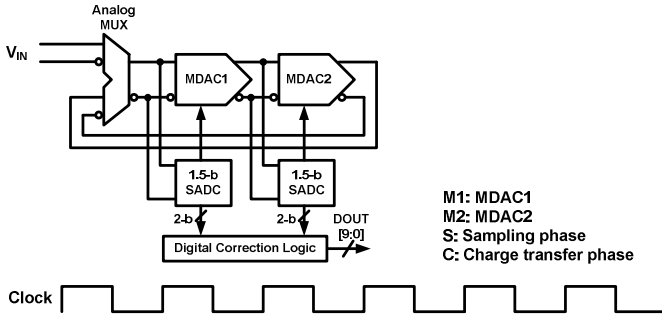 Analog
MUX
VIN
MDAC1
MDAC2
1.5-b
SADC
1.5-b
SADC
2-b
2-b
DOUT
[9:0]
Digital Correction Logic
M1: MDAC1
M2: MDAC2
S: Sampling phase
C: Charge transfer phase
Clock